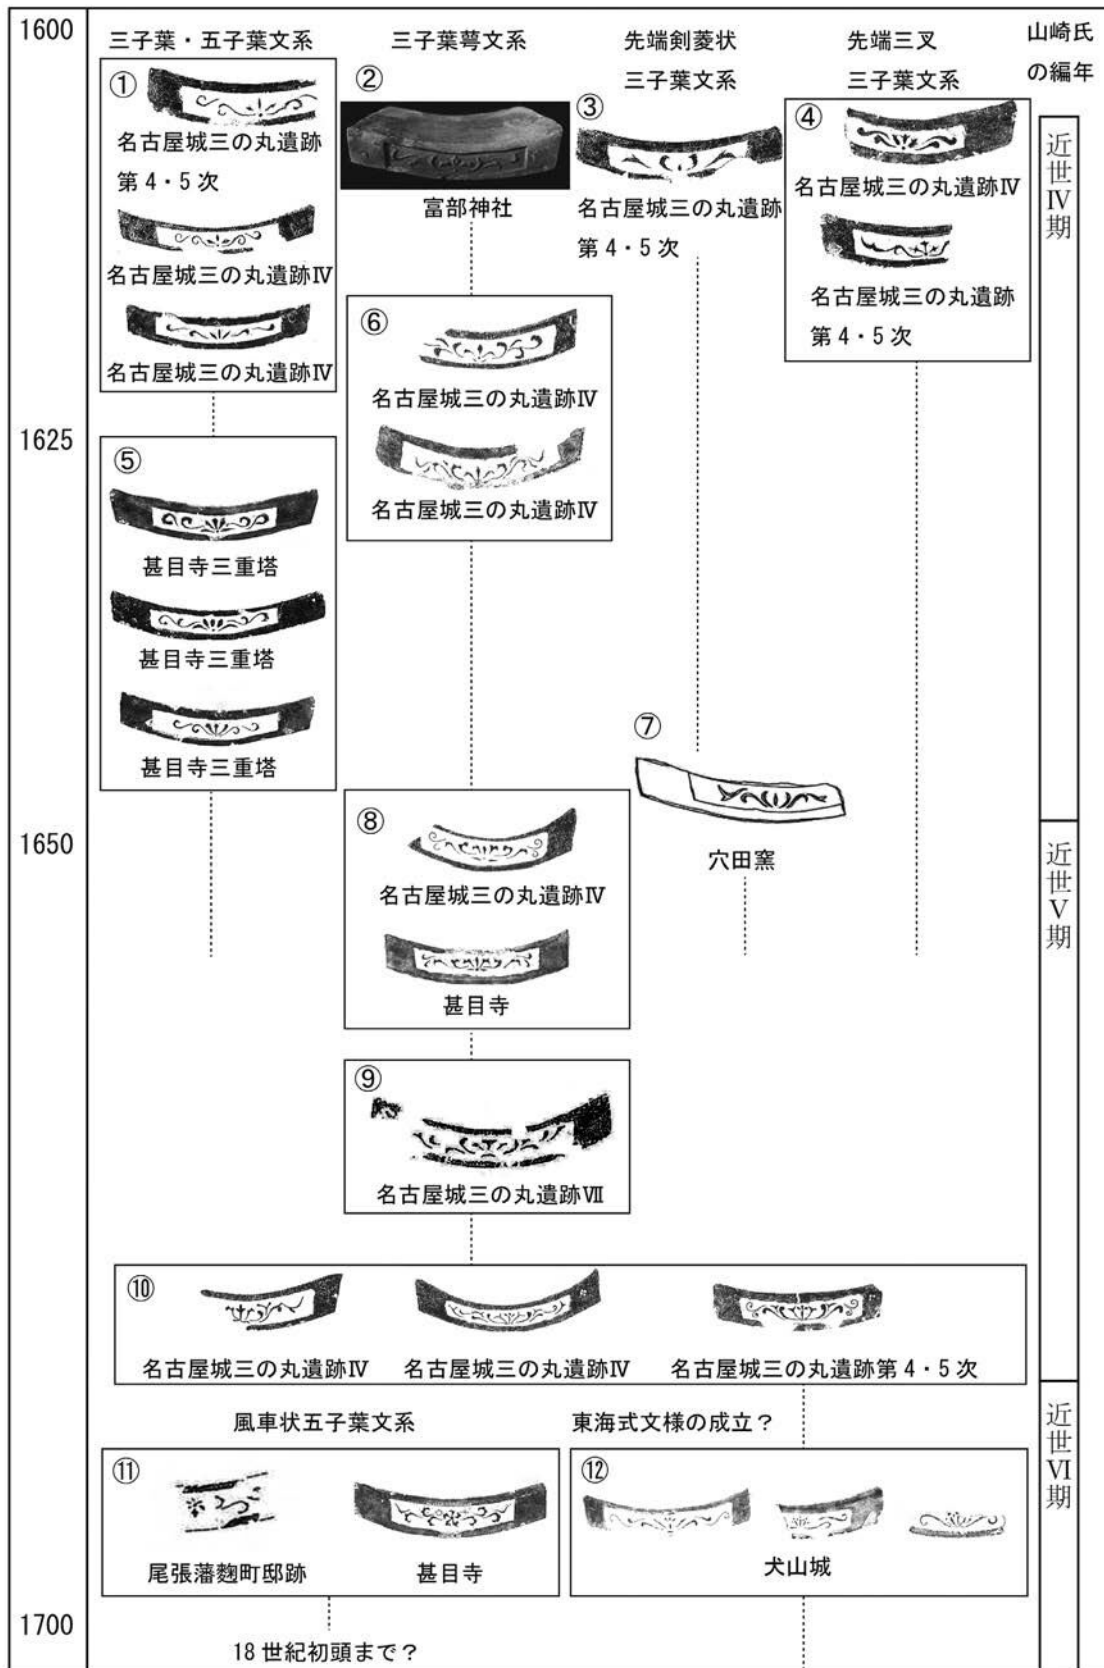 1600
三子葉・五子葉文系
三子葉萼文系
先端剣菱状
三子葉文系
先端三叉
三子葉文系
山崎氏
の編年
①
名古屋城三の丸遺跡
第4・5次
名古屋城三の丸遺跡Ⅳ
名古屋城三の丸遺跡Ⅳ
②
富部神社
③
名古屋城三の丸遺跡
第4・5次
④
名古屋城三の丸遺跡Ⅳ
名古屋城三の丸遺跡
第4・5次
近世Ⅳ期
⑥
名古屋城三の丸遺跡Ⅳ
名古屋城三の丸遺跡Ⅳ
1625
⑤
甚目寺三重塔
甚目寺三重塔
甚目寺三重塔
⑦
穴田窯
1650
⑧
名古屋城三の丸遺跡Ⅳ
甚目寺
近世Ⅴ期
⑨
名古屋城三の丸遺跡Ⅶ
⑩
名古屋城三の丸遺跡Ⅳ
名古屋城三の丸遺跡Ⅳ
名古屋城三の丸遺跡第4・5次
風車状五子葉文系
東海式文様の成立？
近世Ⅵ期
⑪
尾張藩麴町邸跡
甚目寺
⑫
犬山城
1700
18世紀初頭まで？